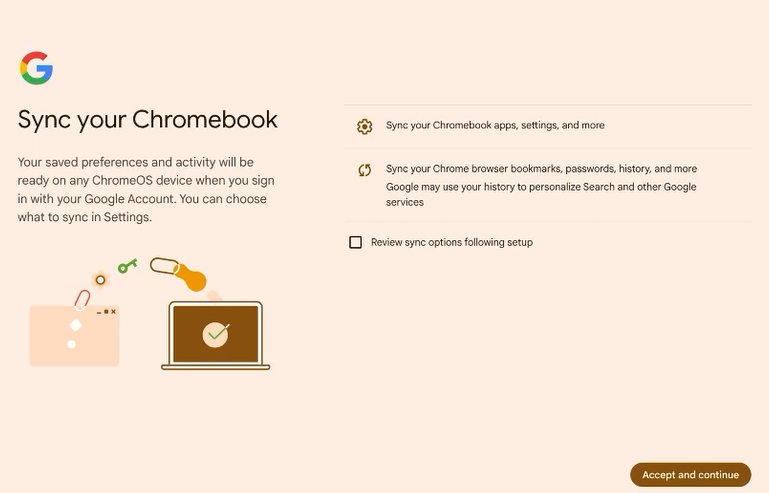 Sync your Chromebook
Your saved preferences and activity will be
ready on any ChromeOS device when you sign
in with your Google Account. You can choose
what to sync in Settings.
Sync your Chromebook apps, settings, and more
Sync your Chrome browser bookmarks, passwords, history, and more
Google may use your history to personalize Search and other Google
services
Review sync options following setup
Accept and continue